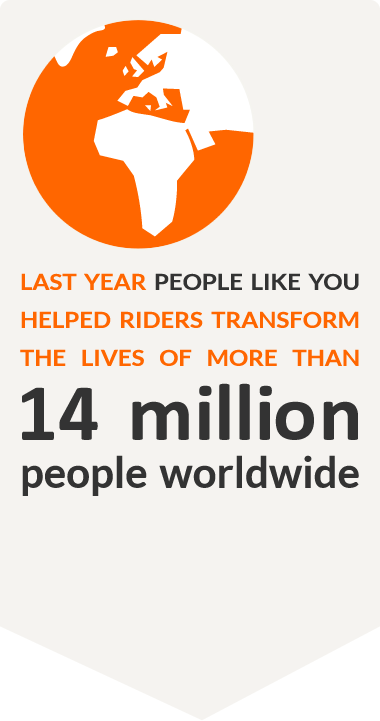 LAST YEAR PEOPLE LIKE YOU
HELPED RIDERS TRANSFORM
THE LIVES OF MORE THAN
14 million
people worldwide